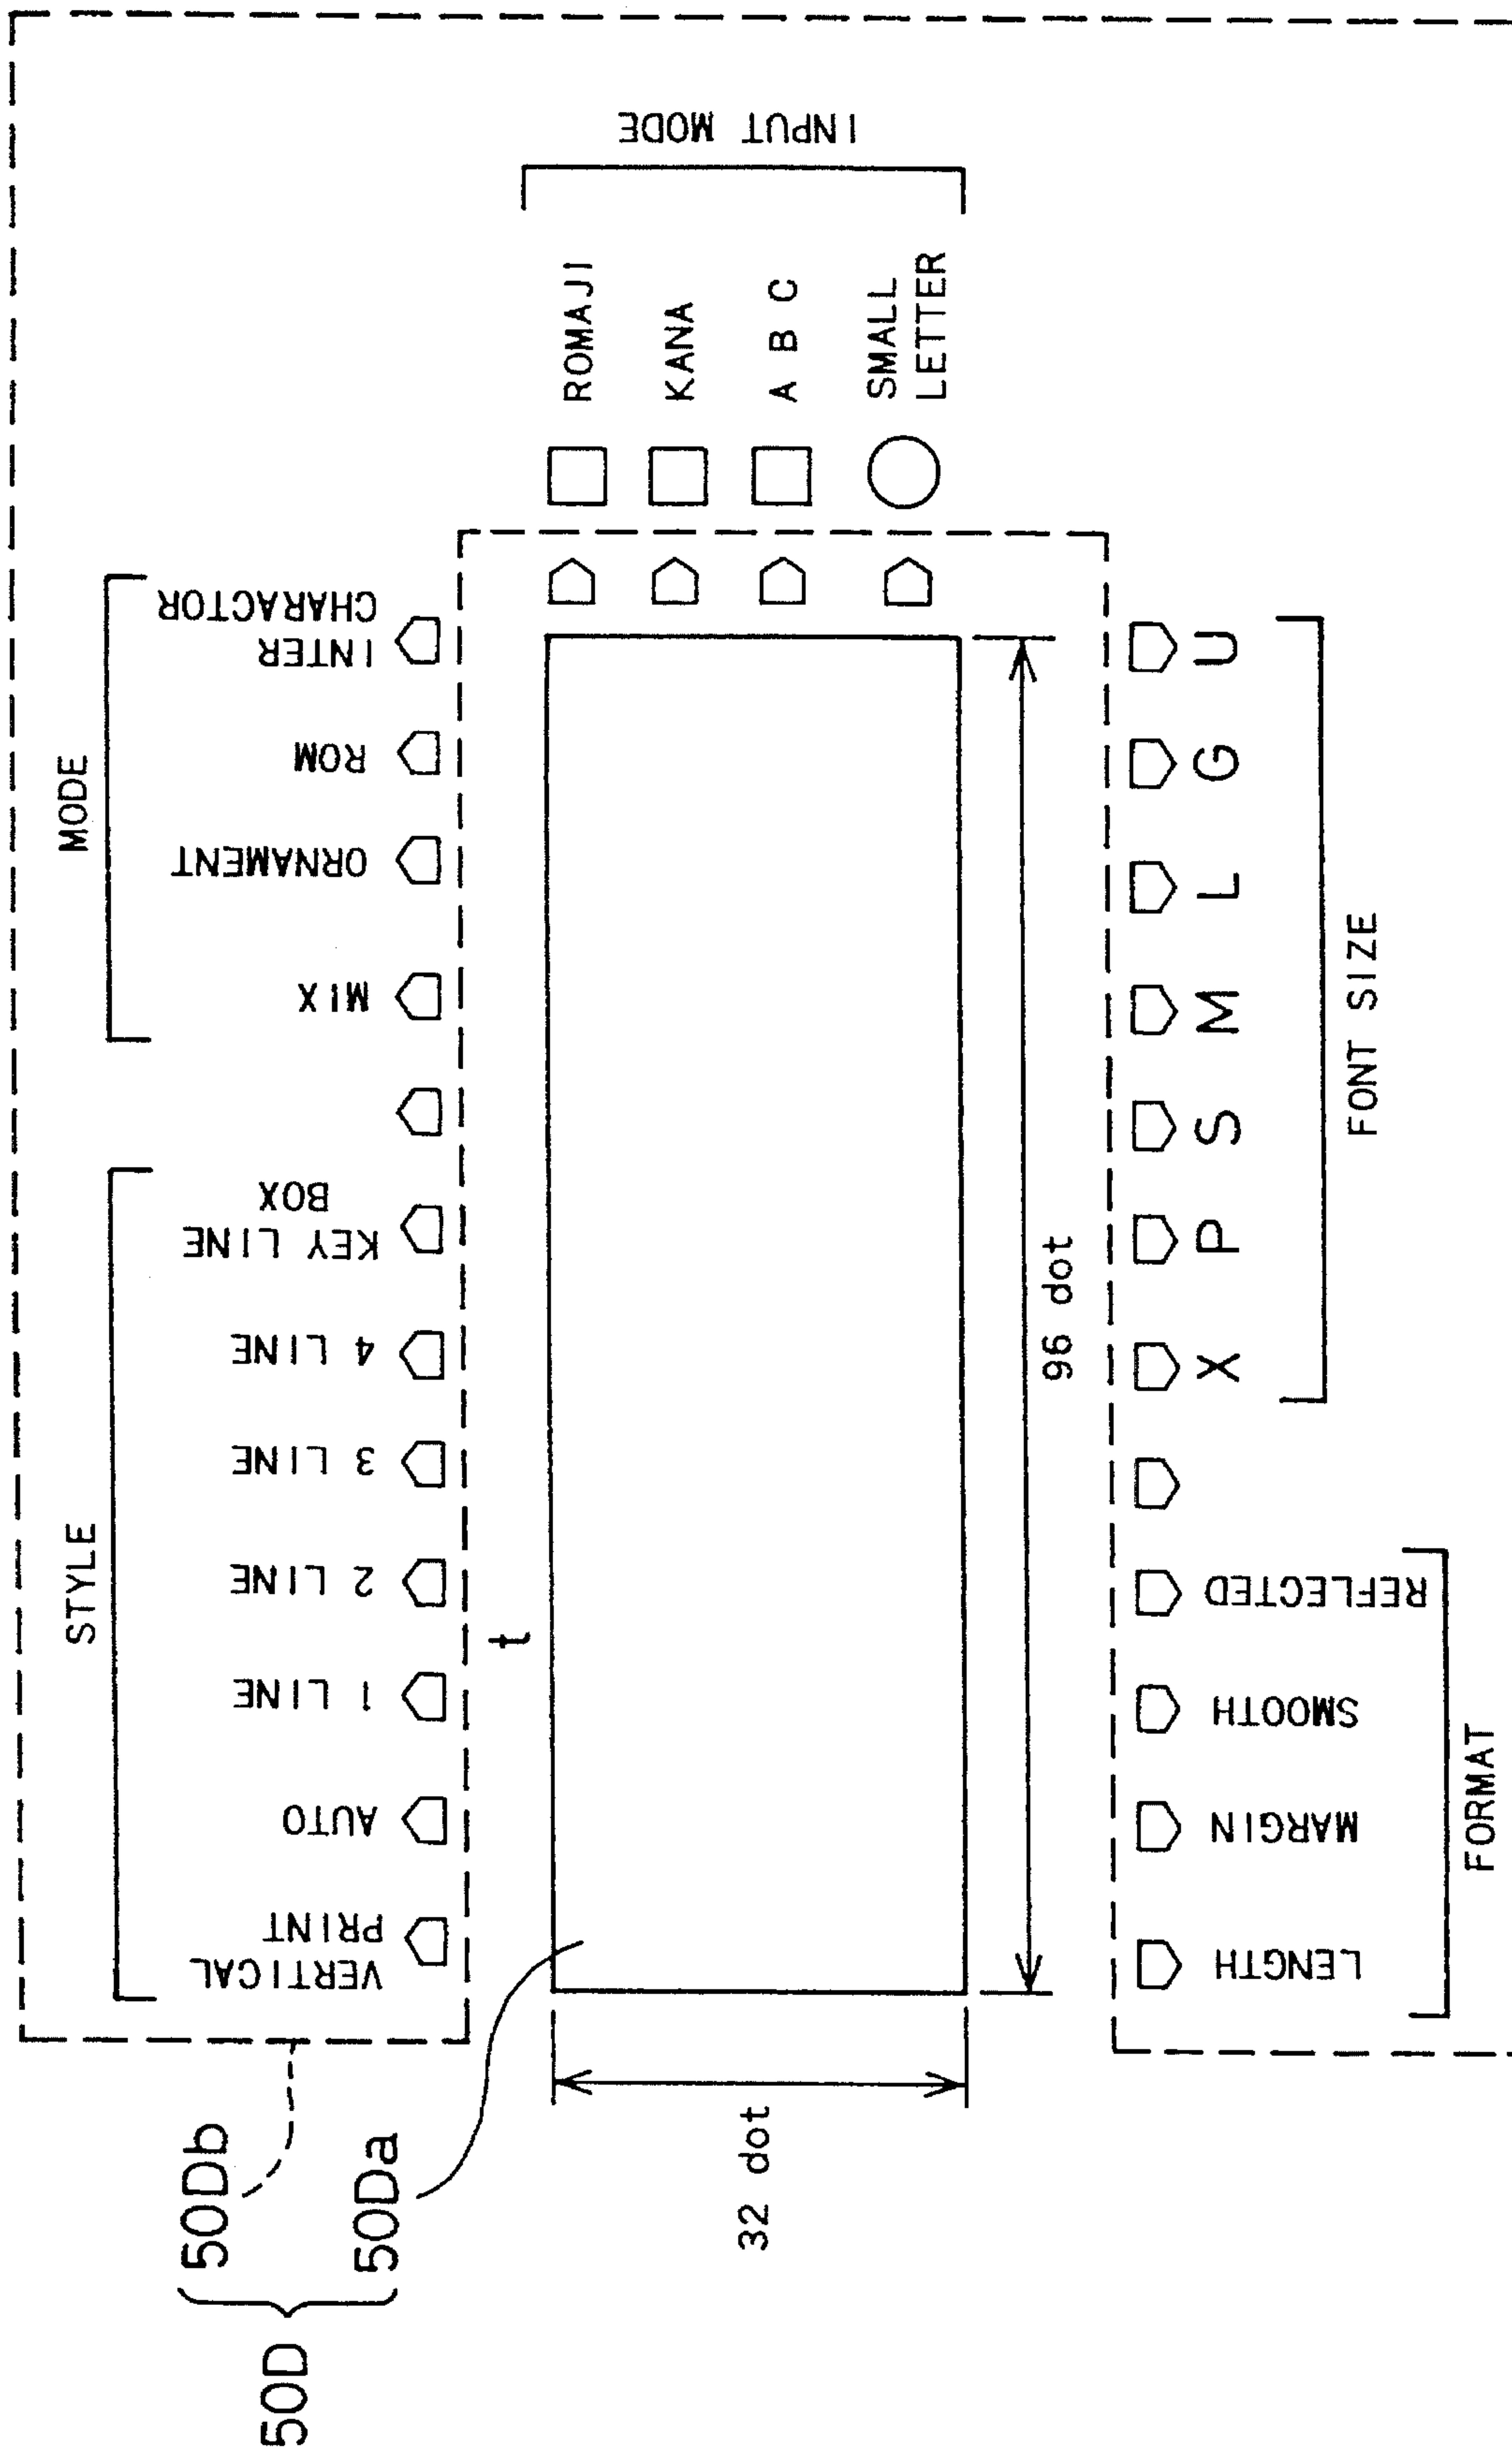 50D
50Db
50Da
STYLE
MODE
VERTICAL
PRINT
AUTO
1 LINE
2 LINE
3 LINE
4 LINE
KEY LINE
BOX
MIX
ORNAMENT
ROM
INTER
CHARACTOR
t
32 dot
96 dot
ROMAJI
KANA
A B C
SMALL
LETTER
INPUT MODE
LENGTH
MARGIN
SMOOTH
REFLECTED
X P S M L G U
FORMAT
FONT SIZE